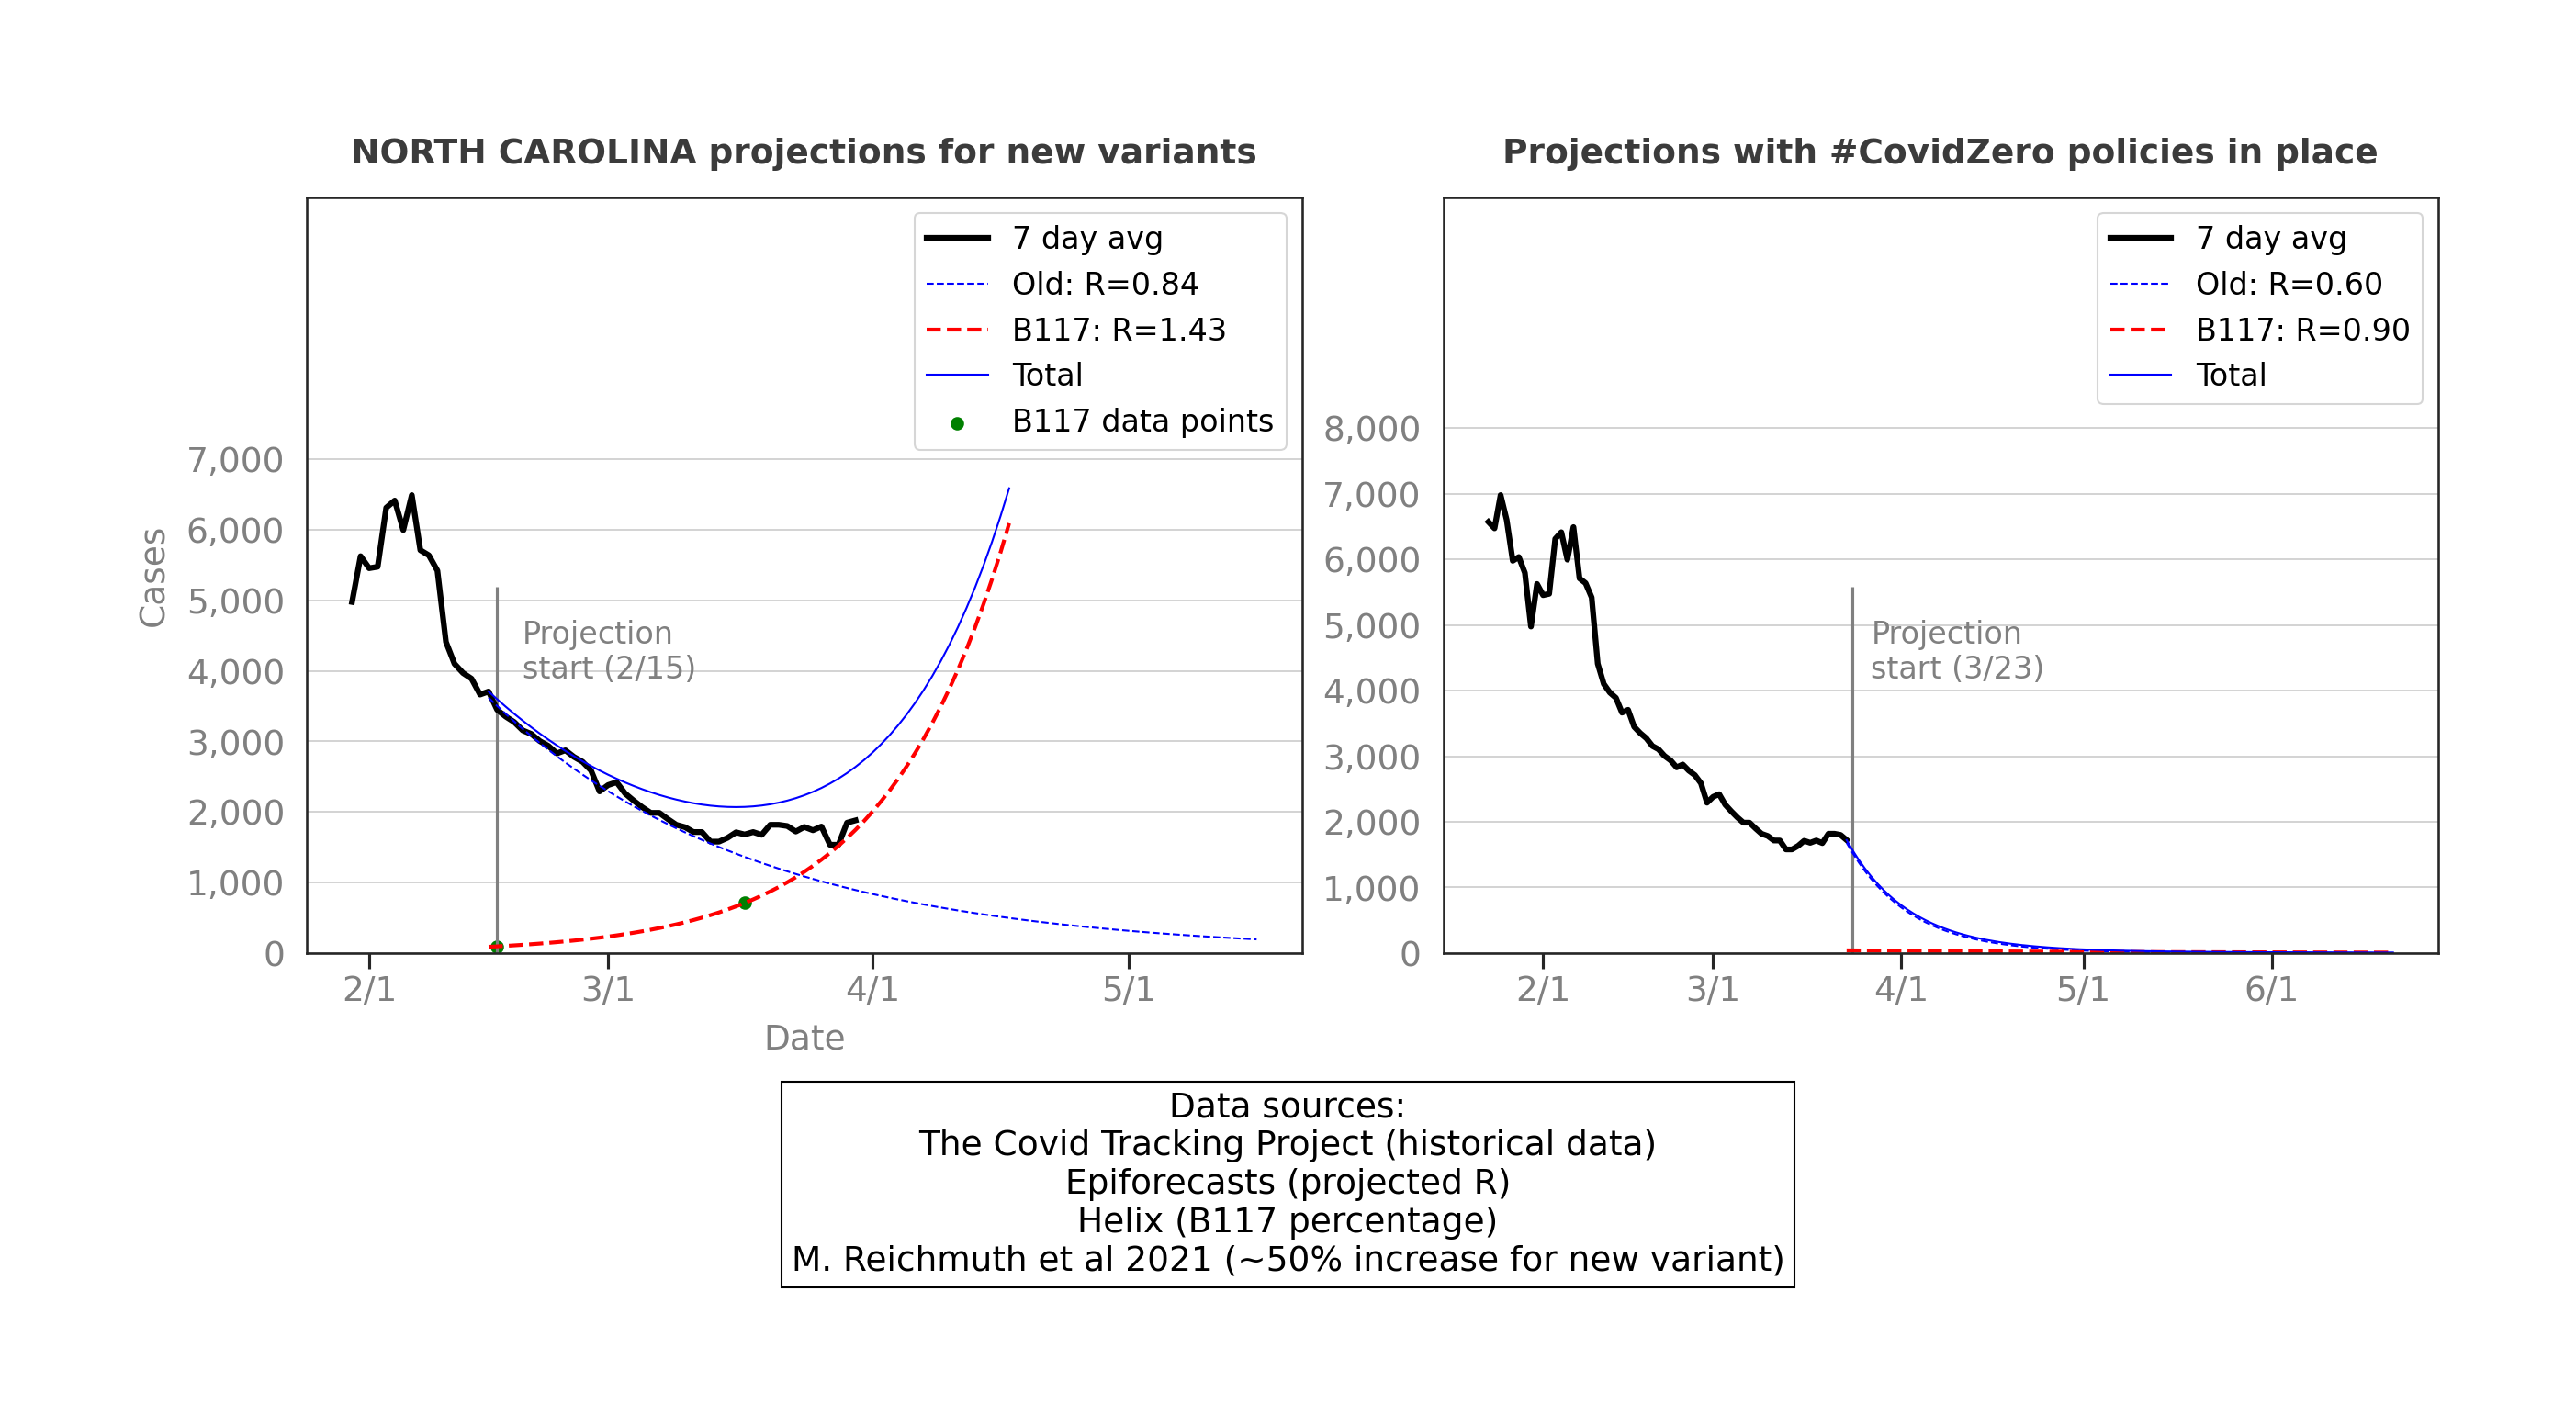 NORTH CAROLINA projections for new variants
7 day avg
Old: R=0.84
B117: R=1.43
Total
B117 data points
7,000
6,000
5,000
4,000
3,000
2,000
1,000
0
Cases
Projection
start (2/15)
2/1
3/1
4/1
5/1
Date
Projections with #CovidZero policies in place
7 day avg
Old: R=0.60
B117: R=0.90
Total
8,000
7,000
6,000
5,000
4,000
3,000
2,000
1,000
0
Projection
start (3/23)
2/1
3/1
4/1
5/1
6/1
Data sources:
The Covid Tracking Project (historical data)
Epiforecasts (projected R)
Helix (B117 percentage)
M. Reichmuth et al 2021 (~50% increase for new variant)